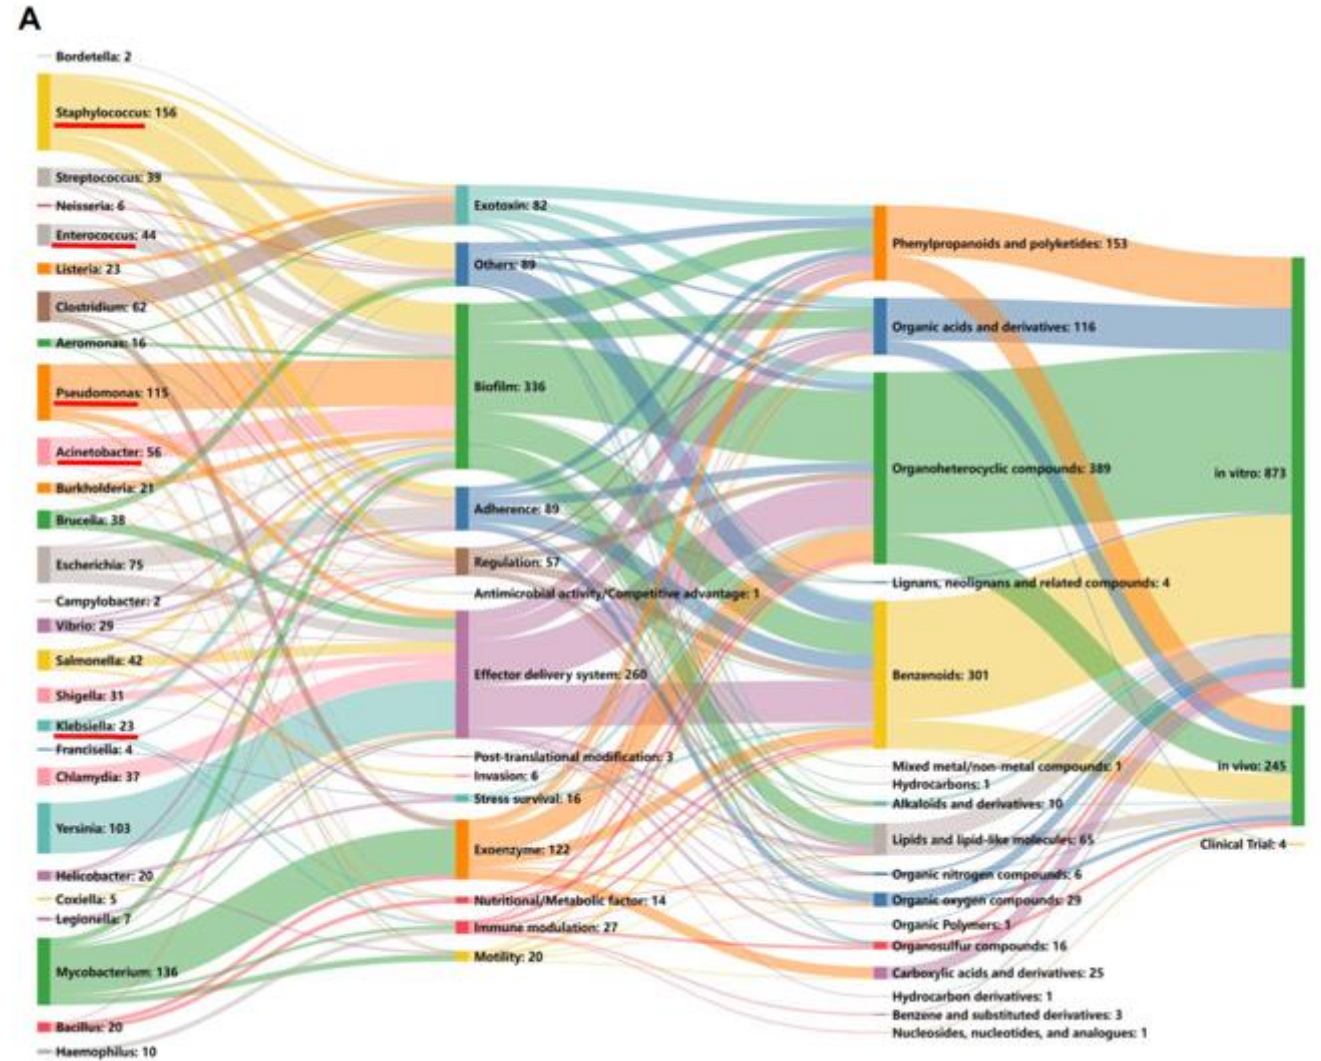 A
Bordetella: 2
Staphylococcus: 156
Streptococcus: 39
Neisseria: 6
Enterococcus: 44
Listeria: 23
Clostridium: 62
Aeromonas: 16
Pseudomonas: 115
Acinetobacter: 56
Burkholderia: 21
Brucella: 38
Escherichia: 75
Campylobacter: 2
Vibrio: 29
Salmonella: 42
Shigella: 31
Klebsiella: 23
Francisella: 4
Chlamydia: 37
Yersinia: 103
Helicobacter: 20
Coxiella: 5
Legionella: 7
Mycobacterium: 136
Bacillus: 20
Haemophilus: 10
Exotoxin: 82
Others: 89
Biofilm: 336
Adherence: 89
Regulation: 57
Antimicrobial activity/Competitive advantage: 1
Effector delivery system: 260
Post-translational modification: 3
Invasion: 6
Stress survival: 16
Exoenzyme: 122
Nutritional/Metabolic factor: 14
Immune modulation: 27
Motility: 20
Phenylpropanoids and polyketides: 153
Organic acids and derivatives: 116
Organoheterocyclic compounds: 389
Lignans, neolignans and related compounds: 4
Benzenoids: 301
Mixed metal/non-metal compounds: 1
Hydrocarbons: 1
Alkaloids and derivatives: 10
Lipids and lipid-like molecules: 65
Organic nitrogen compounds: 6
Organic oxygen compounds: 29
Organic Polymers: 1
Organosulfur compounds: 16
Carboxylic acids and derivatives: 25
Hydrocarbon derivatives: 1
Benzene and substituted derivatives: 3
Nucleosides, nucleotides, and analogues: 1
in vitro: 873
in vivo: 245
Clinical Trial: 4